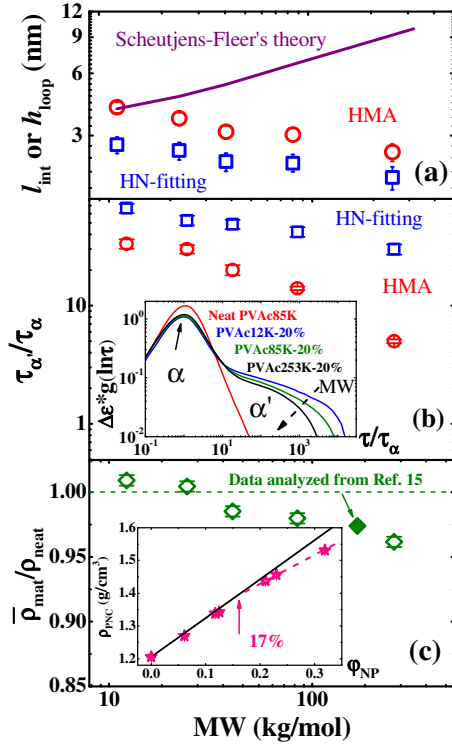 12
9
6
3
l_int or h_loop (nm)
Scheutjens-Fleer's theory
HMA
HN-fitting
(a)
10
τ_α'/τ_α
HN-fitting
HMA
(b)
10^0
10^-1
10^-2
Δε*g(lnτ)
Neat PVAc85K
PVAc12K-20%
PVAc85K-20%
PVAc253K-20%
MW
α
α'
10^-1
10^1
10^3
τ/τ_α
1.00
0.95
0.90
0.85
ρ̄_mat/ρ_neat
Data analyzed from Ref. 15
(c)
1.6
1.5
1.4
1.3
1.2
ρ_PNC (g/cm^3)
17%
0.0
0.1
0.2
0.3
φ_NP
10
100
MW (kg/mol)